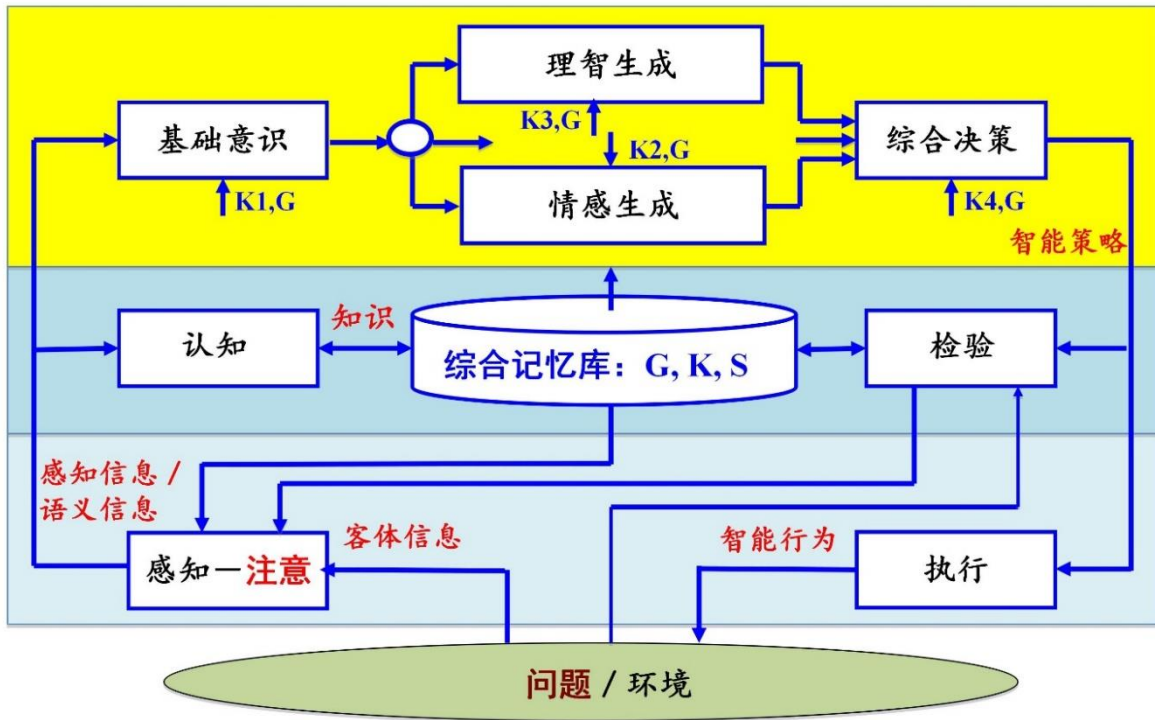 理智生成
K3,G
基础意识
K2,G
综合决策
K1,G
情感生成
K4,G
智能策略
认知
知识
综合记忆库：G, K, S
检验
感知信息 /
语义信息
感知－注意
客体信息
智能行为
执行
问题 / 环境